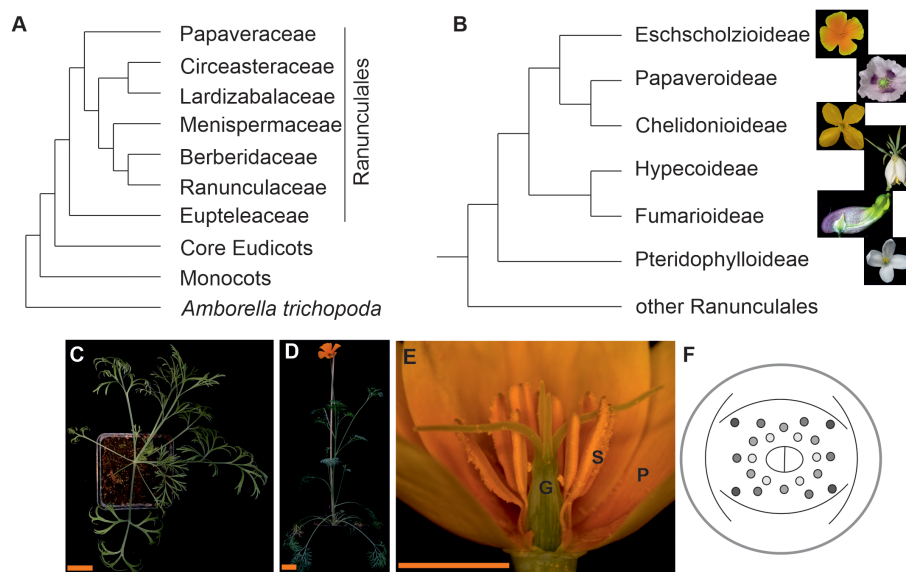 A
Papaveraceae
Circeasteraceae
Lardizabalaceae
Menispermaceae
Berberidaceae
Ranunculaceae
Eupteleaceae
Ranunculales
Core Eudicots
Monocots
Amborella trichopoda
B
Eschscholzioideae
Papaveroideae
Chelidonioideae
Hypecoideae
Fumarioideae
Pteridophylloideae
other Ranunculales
C
D
E
G
S
P
F